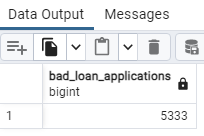 Data Output Messages
bad_loan_applications
bigint
1 5333